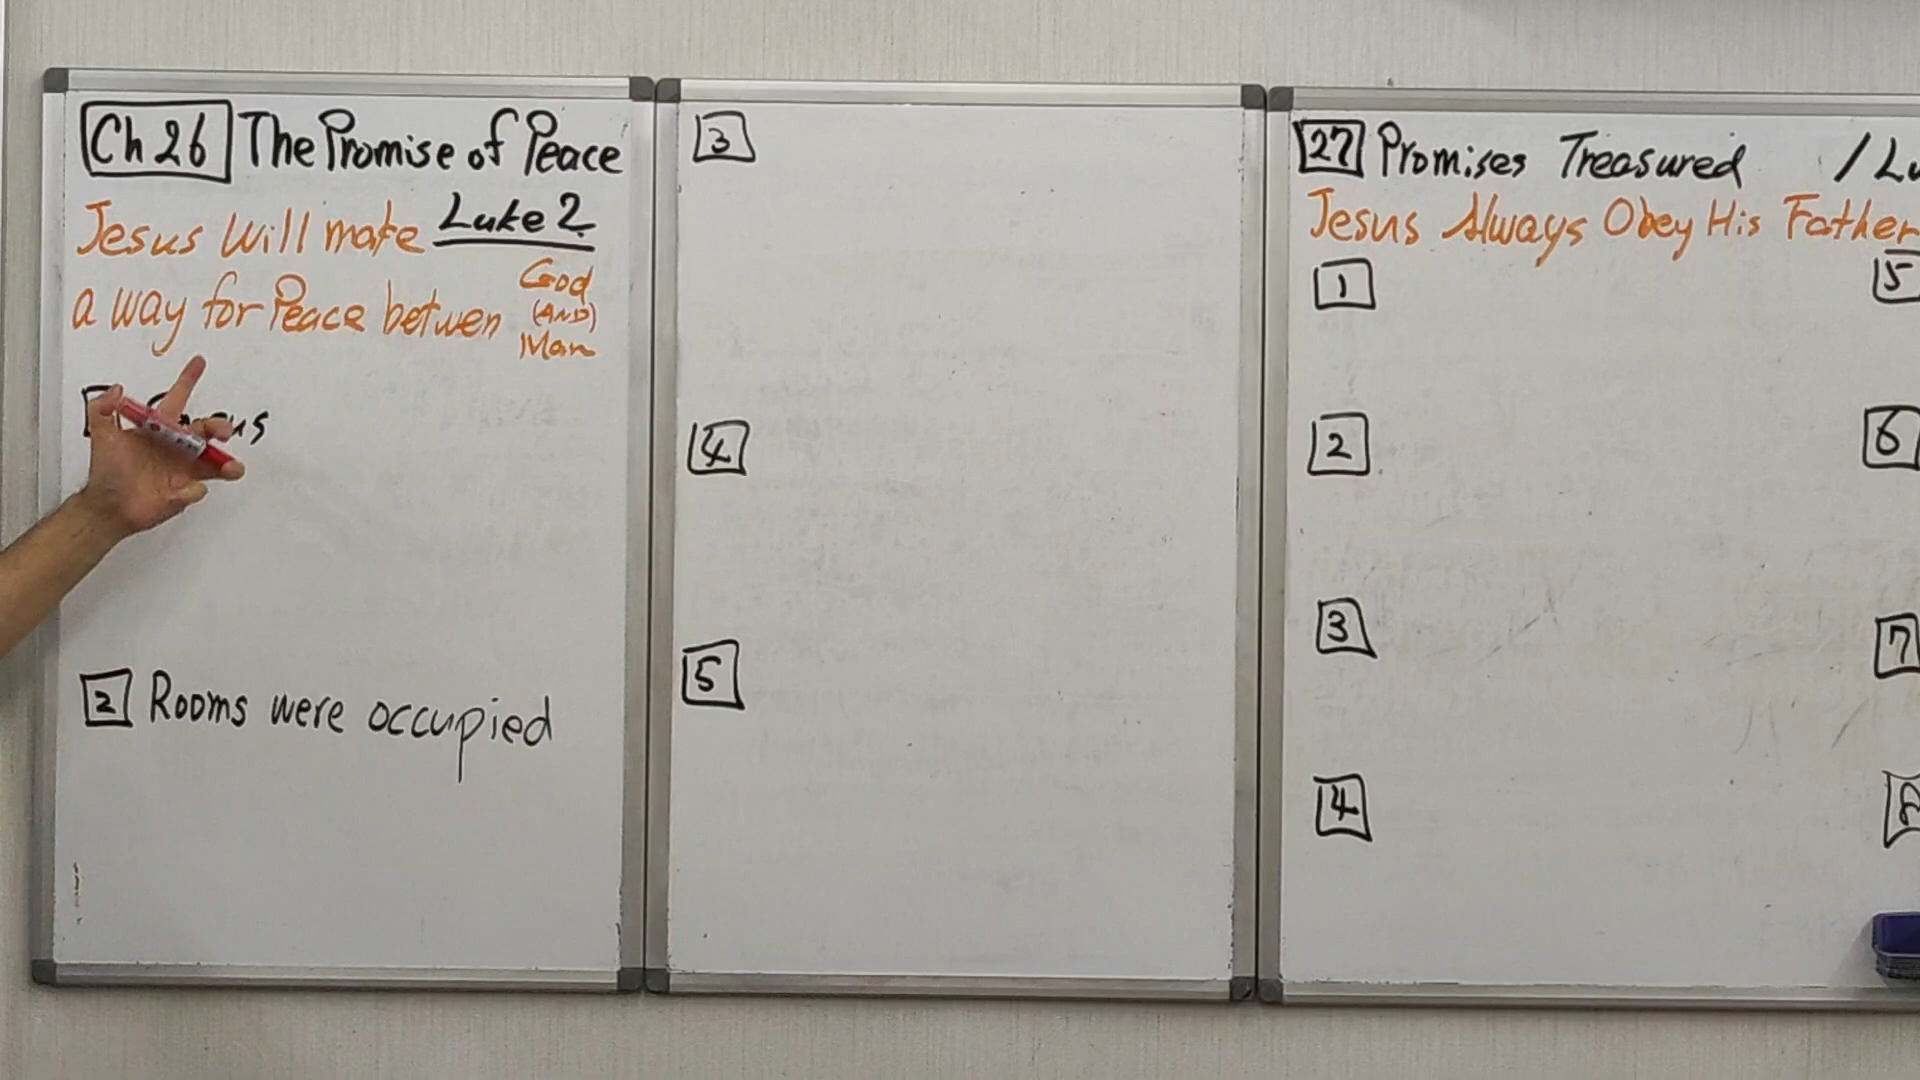 Ch 26 The Promise of Peace
Luke 2
Jesus will make
a way for Peace betwen God (AND) Man
2 Rooms were occupied
3
4
5
27 Promises Treasured
Jesus Always Obey His Father
1
2
3
4
5
6
7